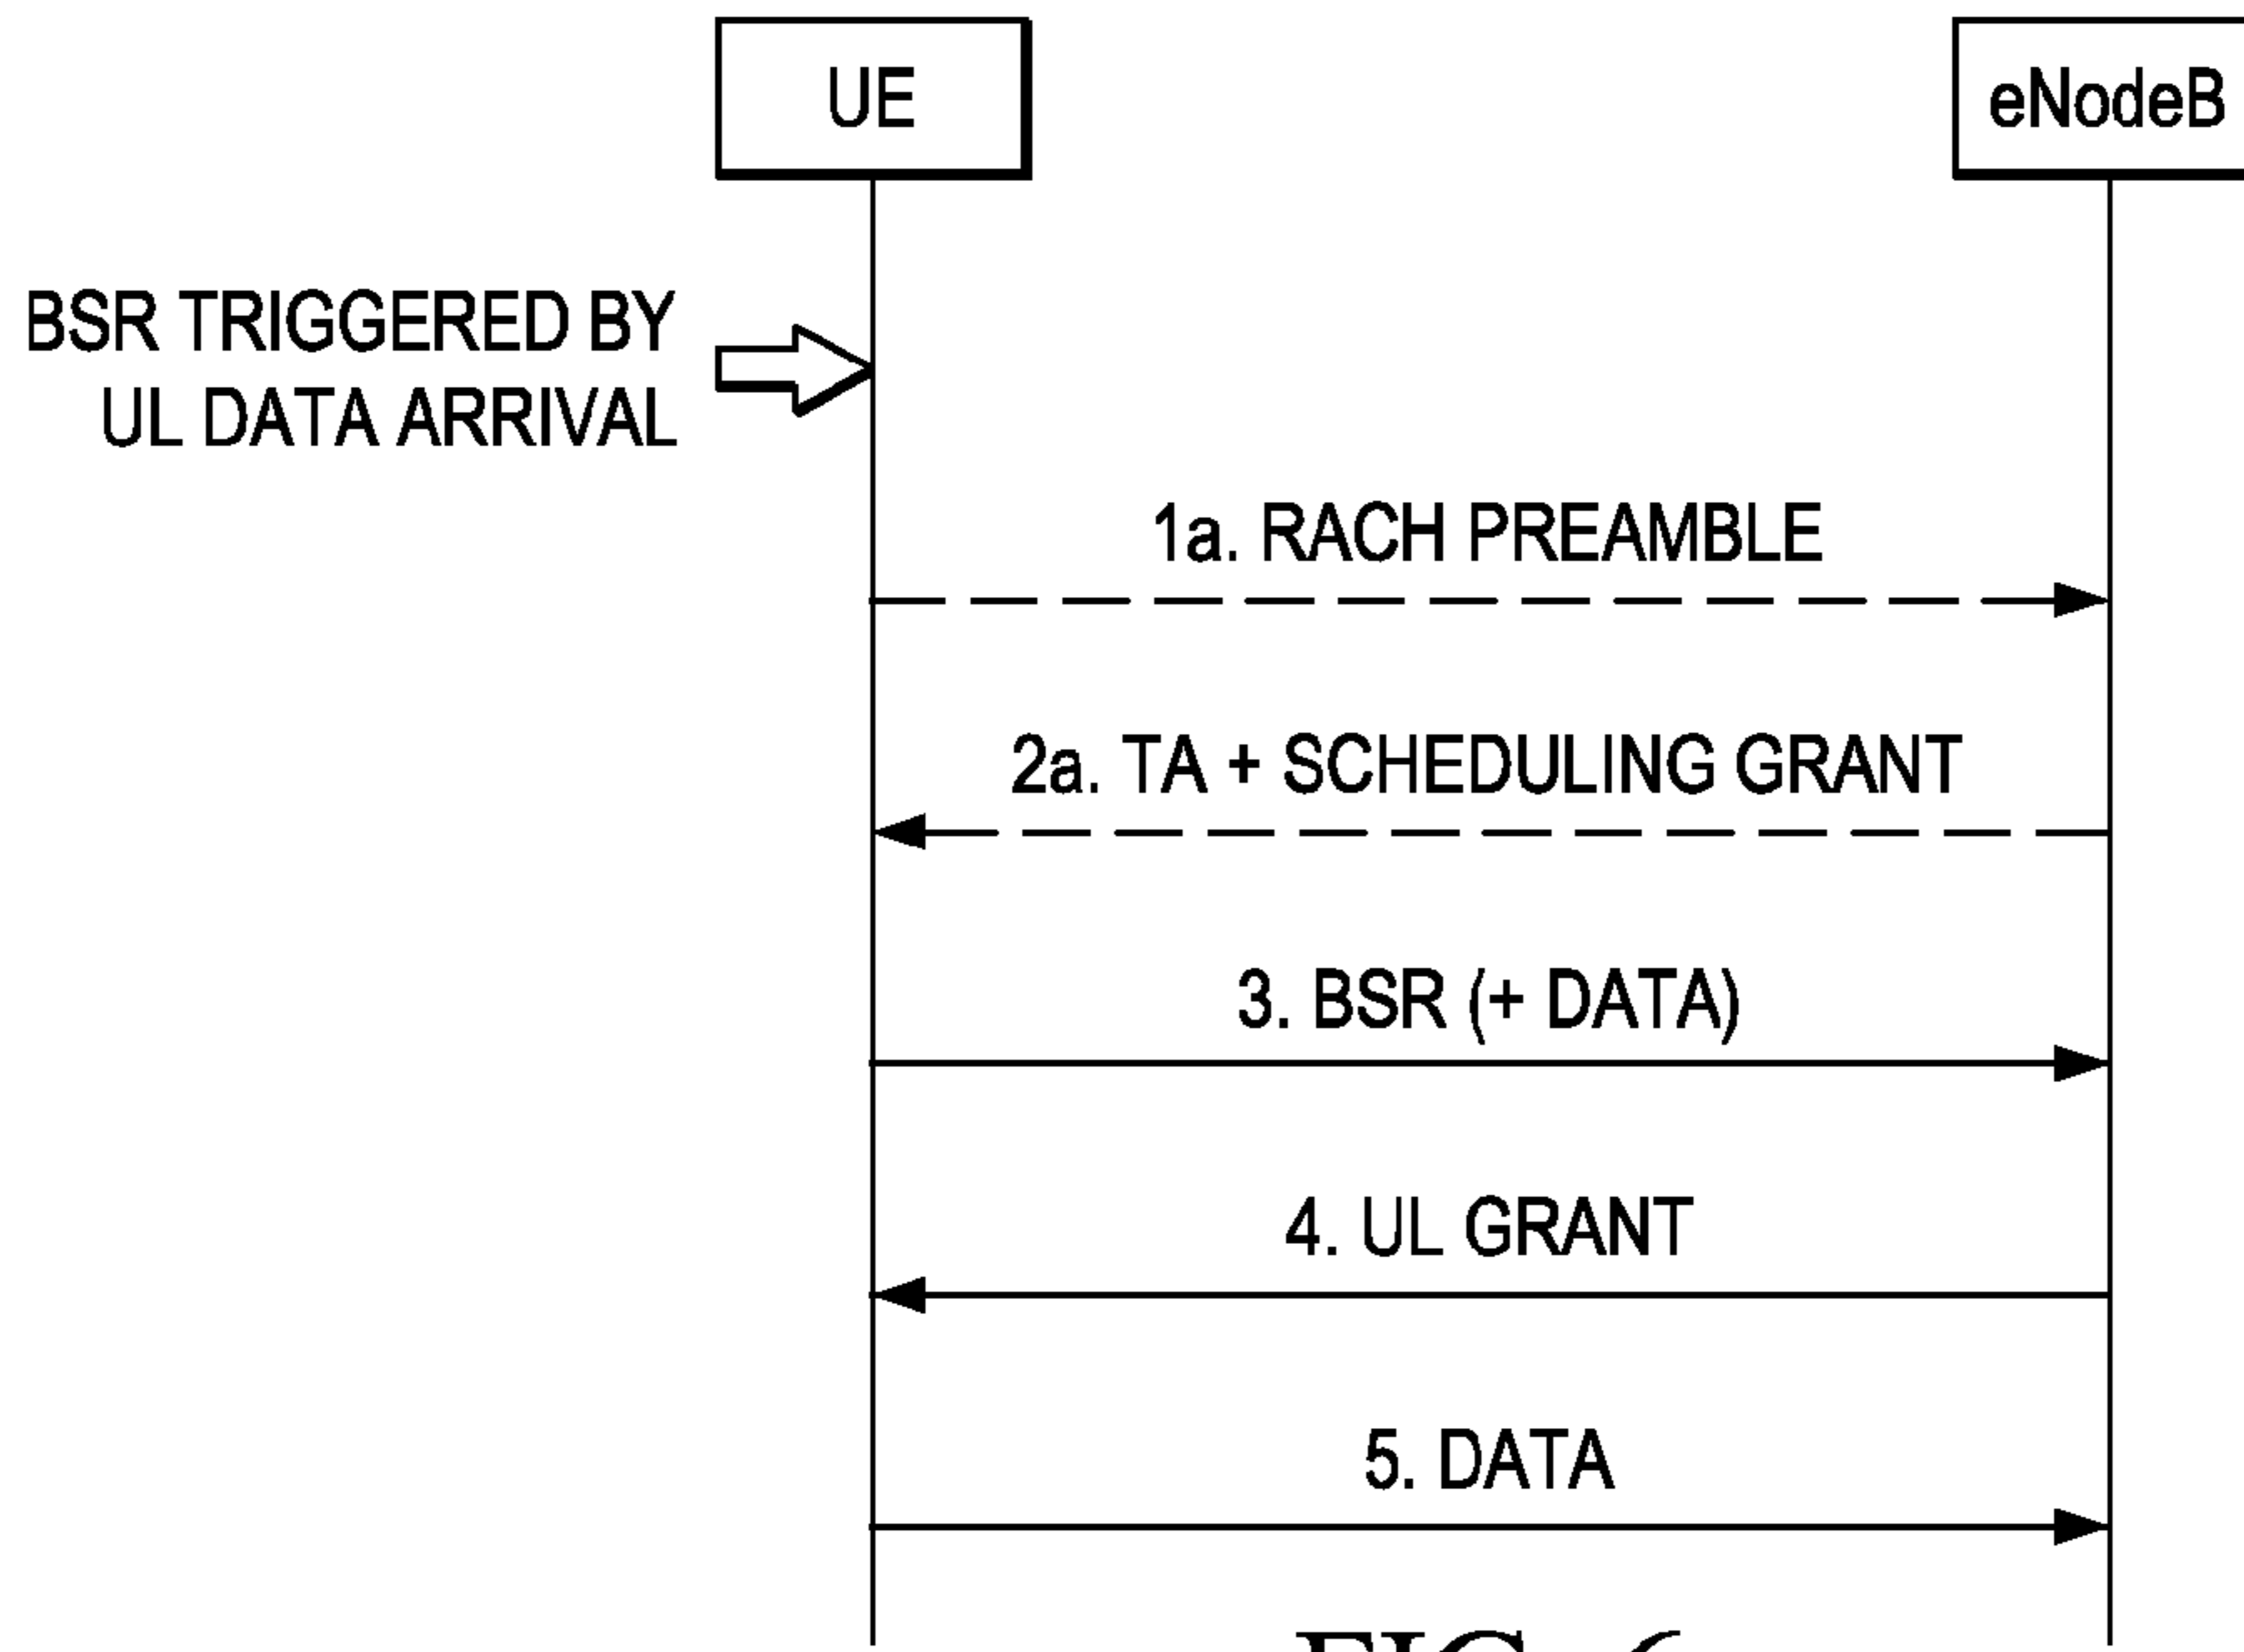 UE
eNodeB
BSR TRIGGERED BY
UL DATA ARRIVAL
1a. RACH PREAMBLE
2a. TA + SCHEDULING GRANT
3. BSR (+ DATA)
4. UL GRANT
5. DATA